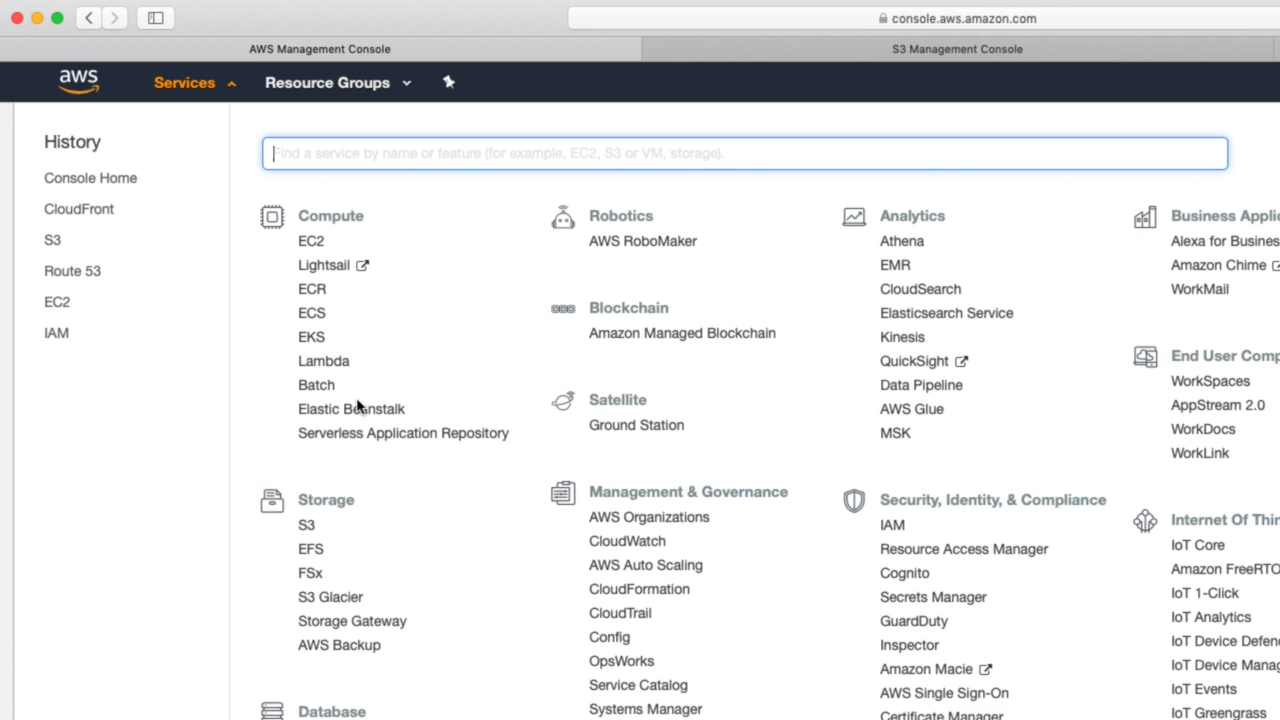 console.aws.amazon.com
AWS Management Console
S3 Management Console
aws
Services
Resource Groups
History
Console Home
CloudFront
S3
Route 53
EC2
IAM
Find a service by name or feature (for example, EC2, S3 or VM, storage).
Compute
EC2
Lightsail
ECR
ECS
EKS
Lambda
Batch
Elastic Beanstalk
Serverless Application Repository
Storage
S3
EFS
FSx
S3 Glacier
Storage Gateway
AWS Backup
Database
Robotics
AWS RoboMaker
Blockchain
Amazon Managed Blockchain
Satellite
Ground Station
Management & Governance
AWS Organizations
CloudWatch
AWS Auto Scaling
CloudFormation
CloudTrail
Config
OpsWorks
Service Catalog
Systems Manager
Analytics
Athena
EMR
CloudSearch
Elasticsearch Service
Kinesis
QuickSight
Data Pipeline
AWS Glue
MSK
Security, Identity, & Compliance
IAM
Resource Access Manager
Cognito
Secrets Manager
GuardDuty
Inspector
Amazon Macie
AWS Single Sign-On
Certificate Manager
Business Appli
Alexa for Busines
Amazon Chime
WorkMail
End User Comp
WorkSpaces
AppStream 2.0
WorkDocs
WorkLink
Internet Of Thin
IoT Core
Amazon FreeRTO
IoT 1-Click
IoT Analytics
IoT Device Defend
IoT Device Manag
IoT Events
IoT Greengrass